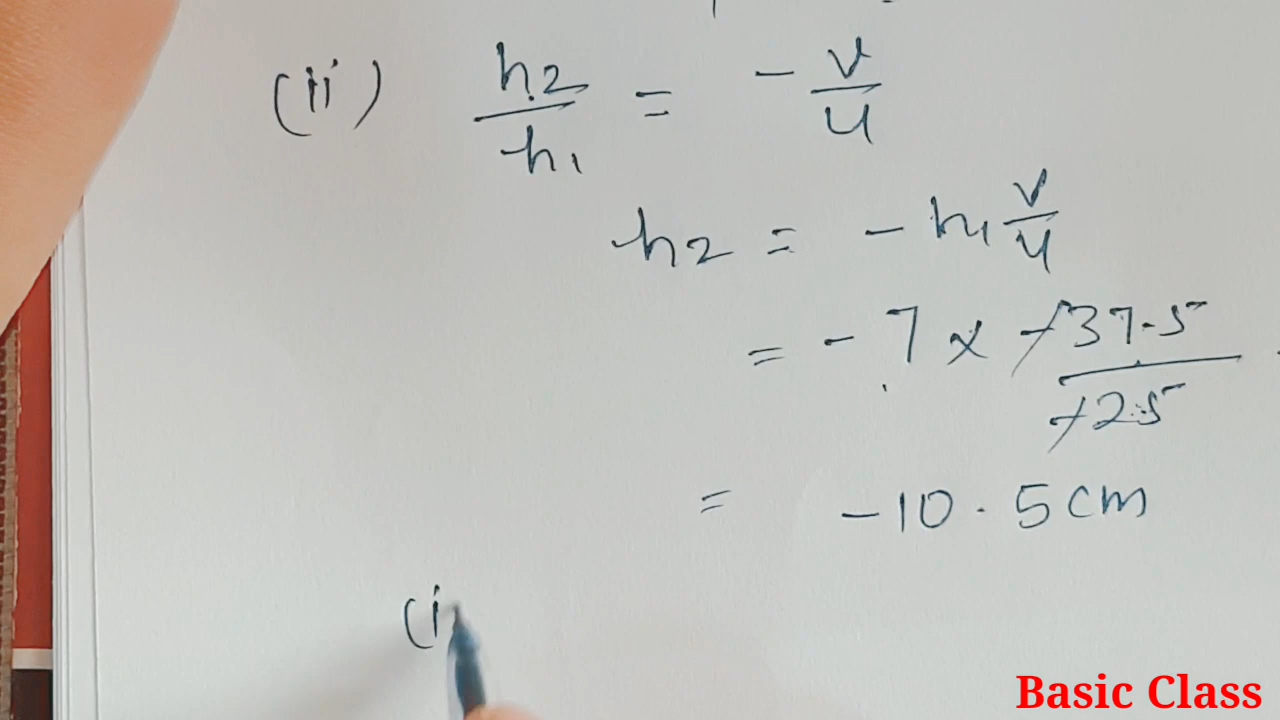 (ii) h2/h1 = - v/u
h2 = - h1 v/u
= - 7 x -37.5/-25
= -10.5 cm
(i
Basic Class